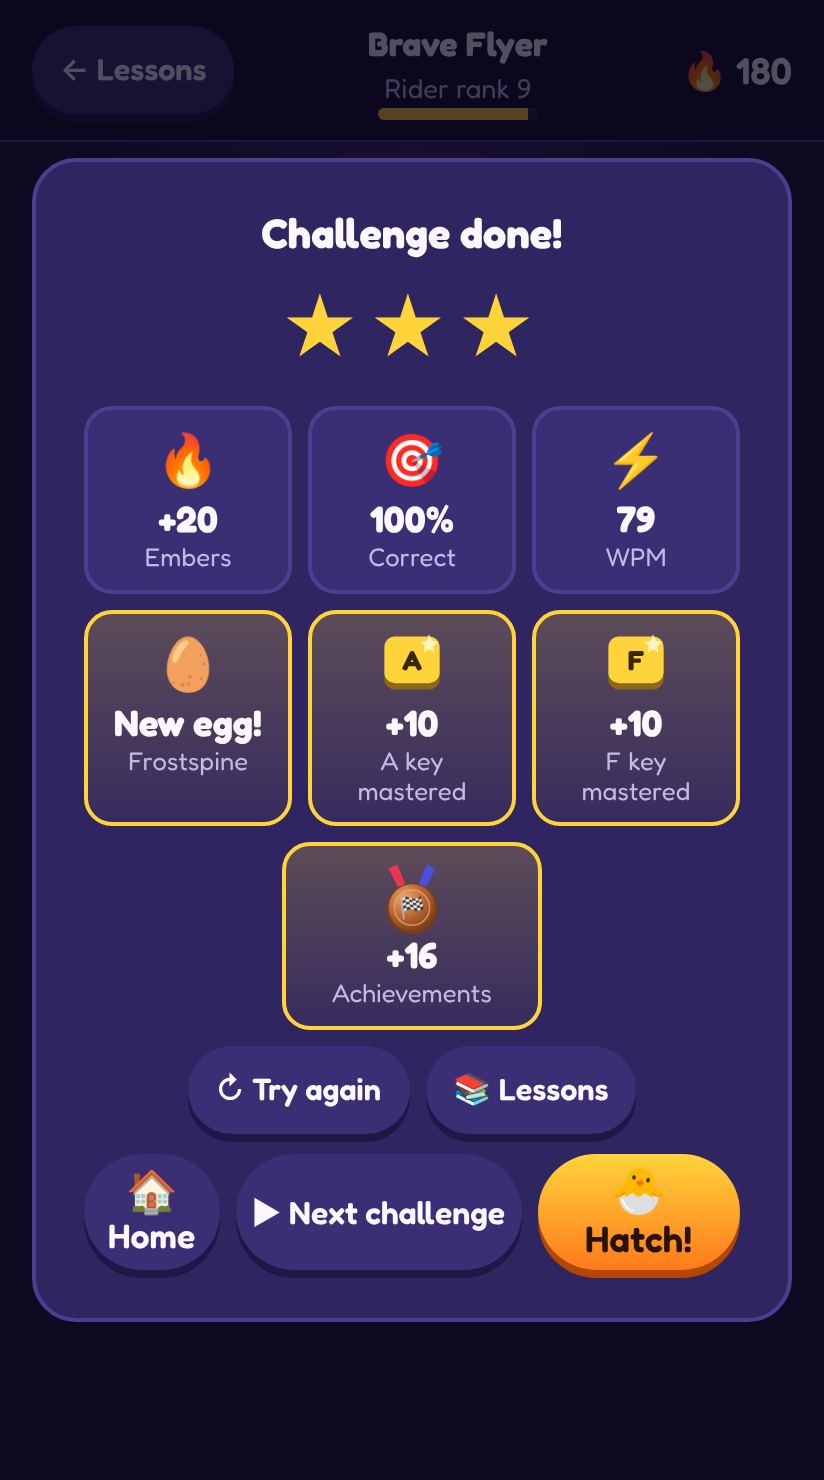 ← Lessons
Brave Flyer
Rider rank 9
180
Challenge done!
+20
Embers
100%
Correct
79
WPM
New egg!
Frostspine
A
+10
A key
mastered
F
+10
F key
mastered
+16
Achievements
↻ Try again
Lessons
Home
▶ Next challenge
Hatch!